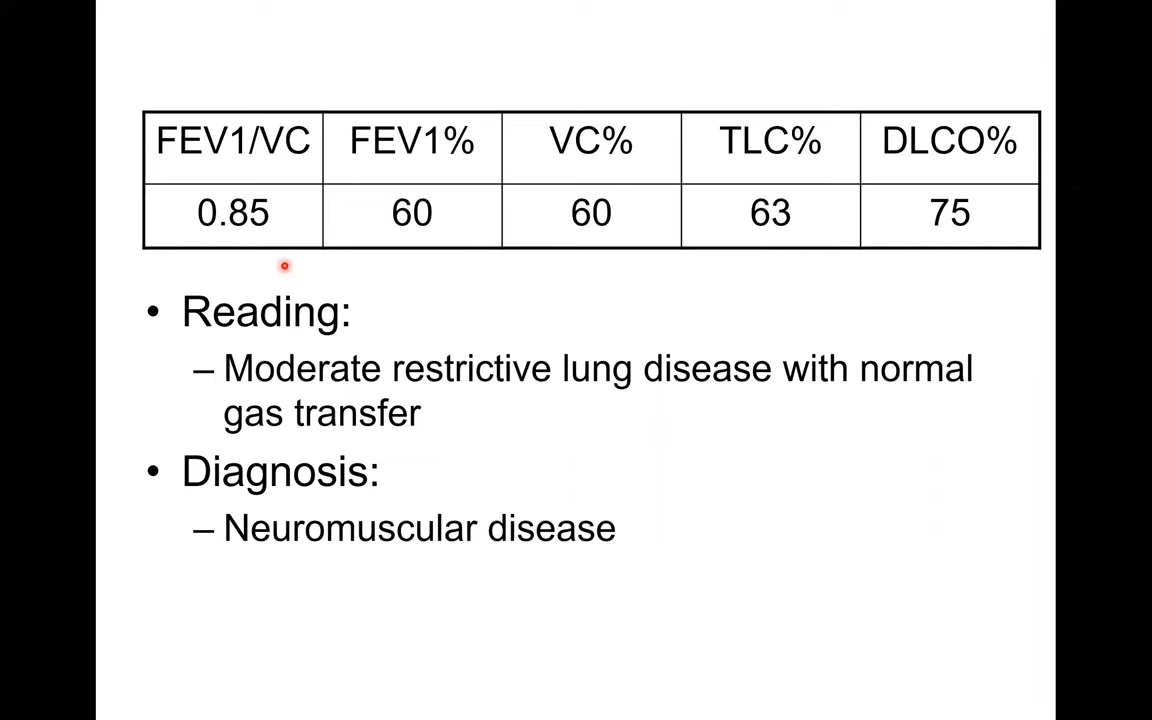 FEV1/VC FEV1% VC% TLC% DLCO%
0.85 60 60 63 75
• Reading:
– Moderate restrictive lung disease with normal
gas transfer
• Diagnosis:
– Neuromuscular disease